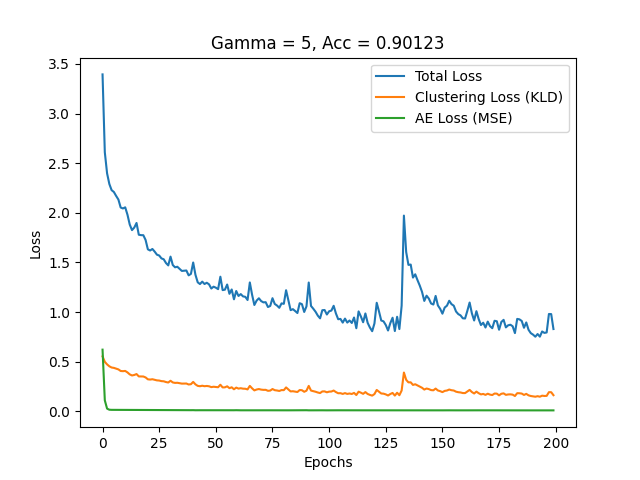 Gamma = 5, Acc = 0.90123
Total Loss
Clustering Loss (KLD)
AE Loss (MSE)
3.5
3.0
2.5
2.0
1.5
1.0
0.5
0.0
Loss
0 25 50 75 100 125 150 175 200
Epochs